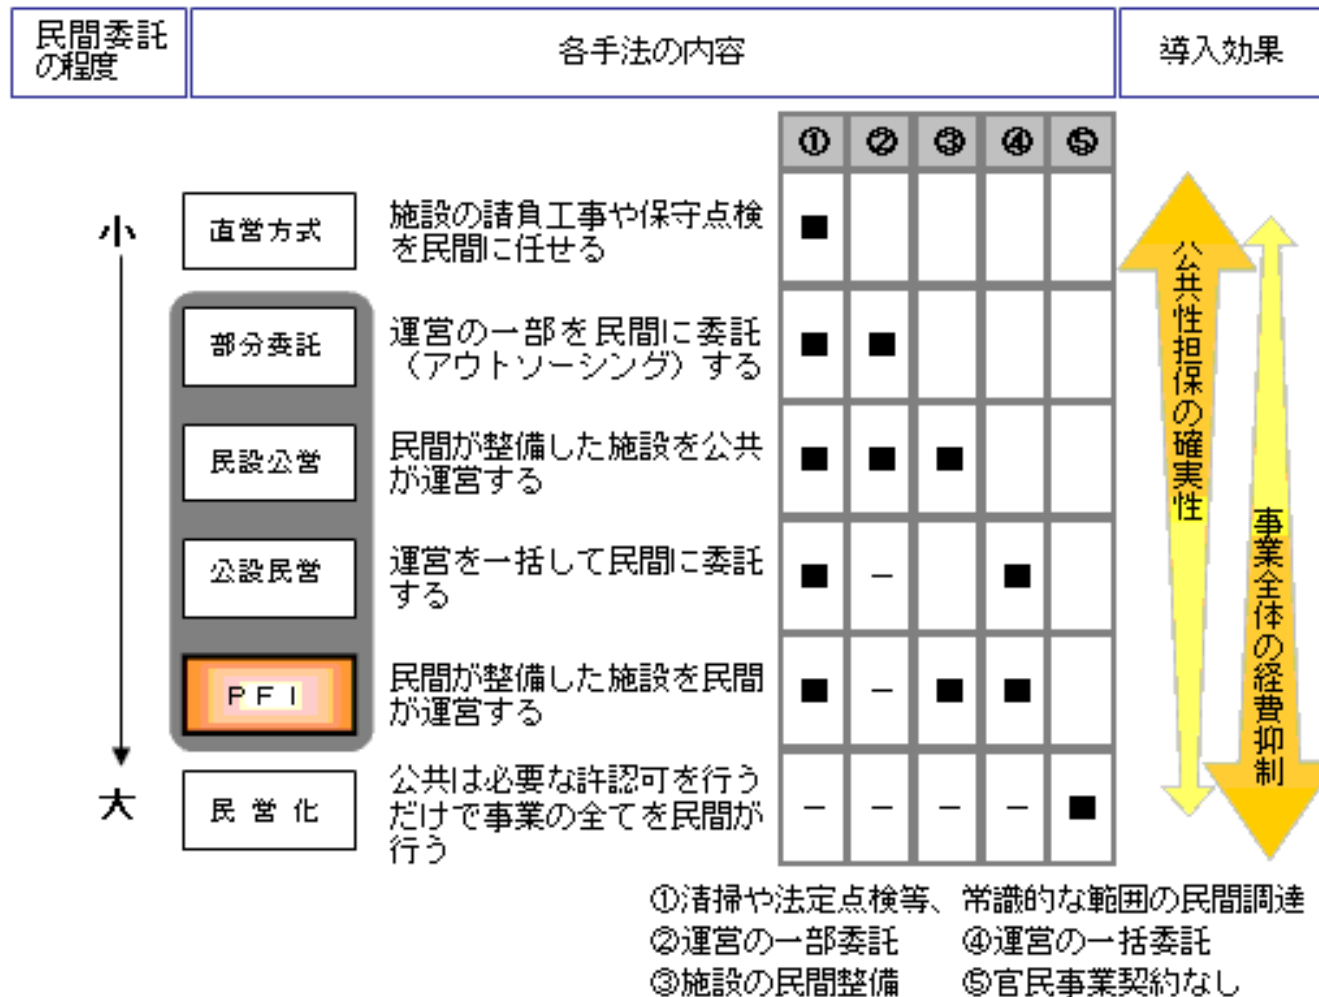 民間委託
の程度
各手法の内容
導入効果
① ② ③ ④ ⑤
小
直営方式
施設の請負工事や保守点検
を民間に任せる
■
部分委託
運営の一部を民間に委託
（アウトソーシング）する
■ ■
民設公営
民間が整備した施設を公共
が運営する
■ ■ ■
公設民営
運営を一括して民間に委託
する
■ － ■
ＰＦＩ
民間が整備した施設を民間
が運営する
■ － ■ ■
大
民営化
公共は必要な許認可を行う
だけで事業の全てを民間が
行う
－ － － － ■
公共性担保の確実性
事業全体の経費抑制
①清掃や法定点検等、常識的な範囲の民間調達
②運営の一部委託 ④運営の一括委託
③施設の民間整備 ⑤官民事業契約なし